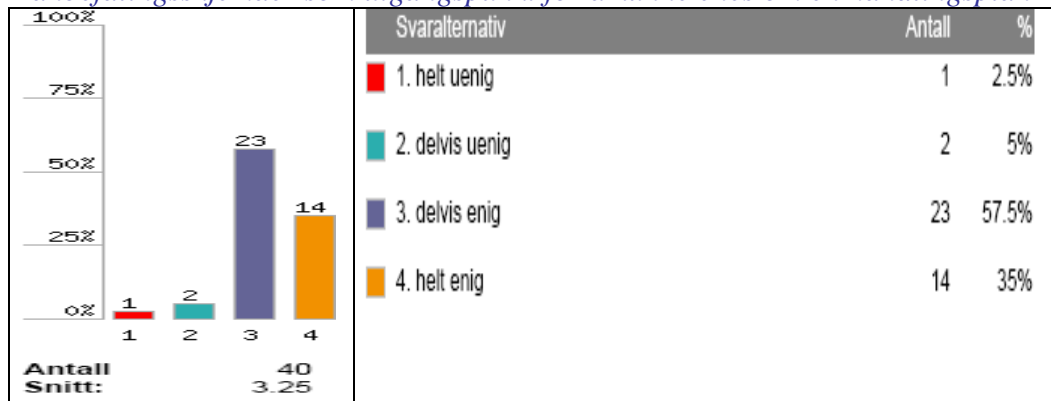 100%
75%
50%
25%
0%
1
2
23
14
1 2 3 4
Antall 40
Snitt: 3.25
Svaralternativ Antall %
1. helt uenig 1 2.5%
2. delvis uenig 2 5%
3. delvis enig 23 57.5%
4. helt enig 14 35%